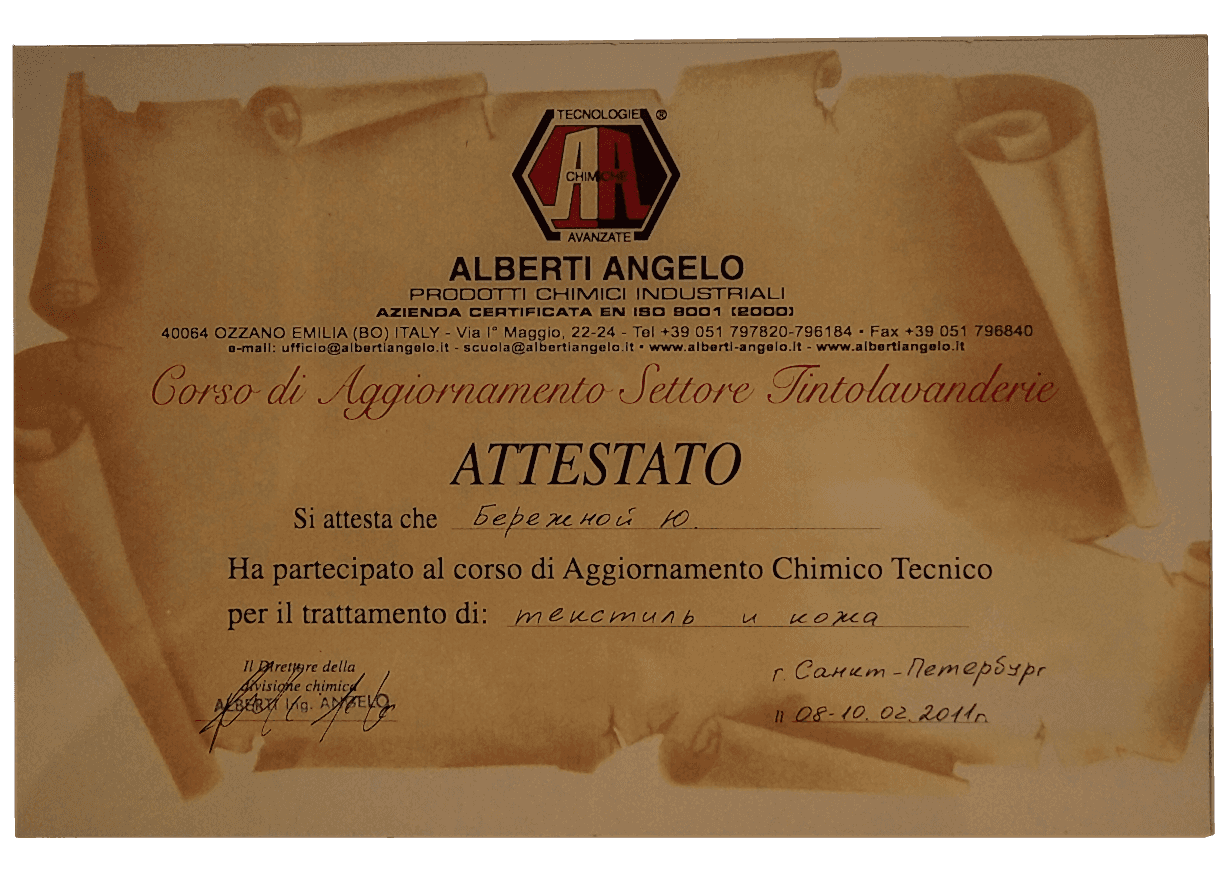 TECNOLOGIE ®
CHIMICHE
AVANZATE
ALBERTI ANGELO
PRODOTTI CHIMICI INDUSTRIALI
AZIENDA CERTIFICATA EN ISO 9001 (2000)
40064 OZZANO EMILIA (BO) ITALY - Via I° Maggio, 22-24 - Tel +39 051 797820-796184 • Fax +39 051 796840
e-mail: ufficio@albertiangelo.it - scuola@albertiangelo.it • www.alberti-angelo.it - www.albertiangelo.it
Corso di Aggiornamento Settore Tintolavanderie
ATTESTATO
Si attesta che Бережной Ю.
Ha partecipato al corso di Aggiornamento Chimico Tecnico
per il trattamento di: текстиль и кожа
Il Direttore della
divisione chimica
ALBERTI Ing. ANGELO
г. Санкт-Петербург
li 08-10.02.2011г.